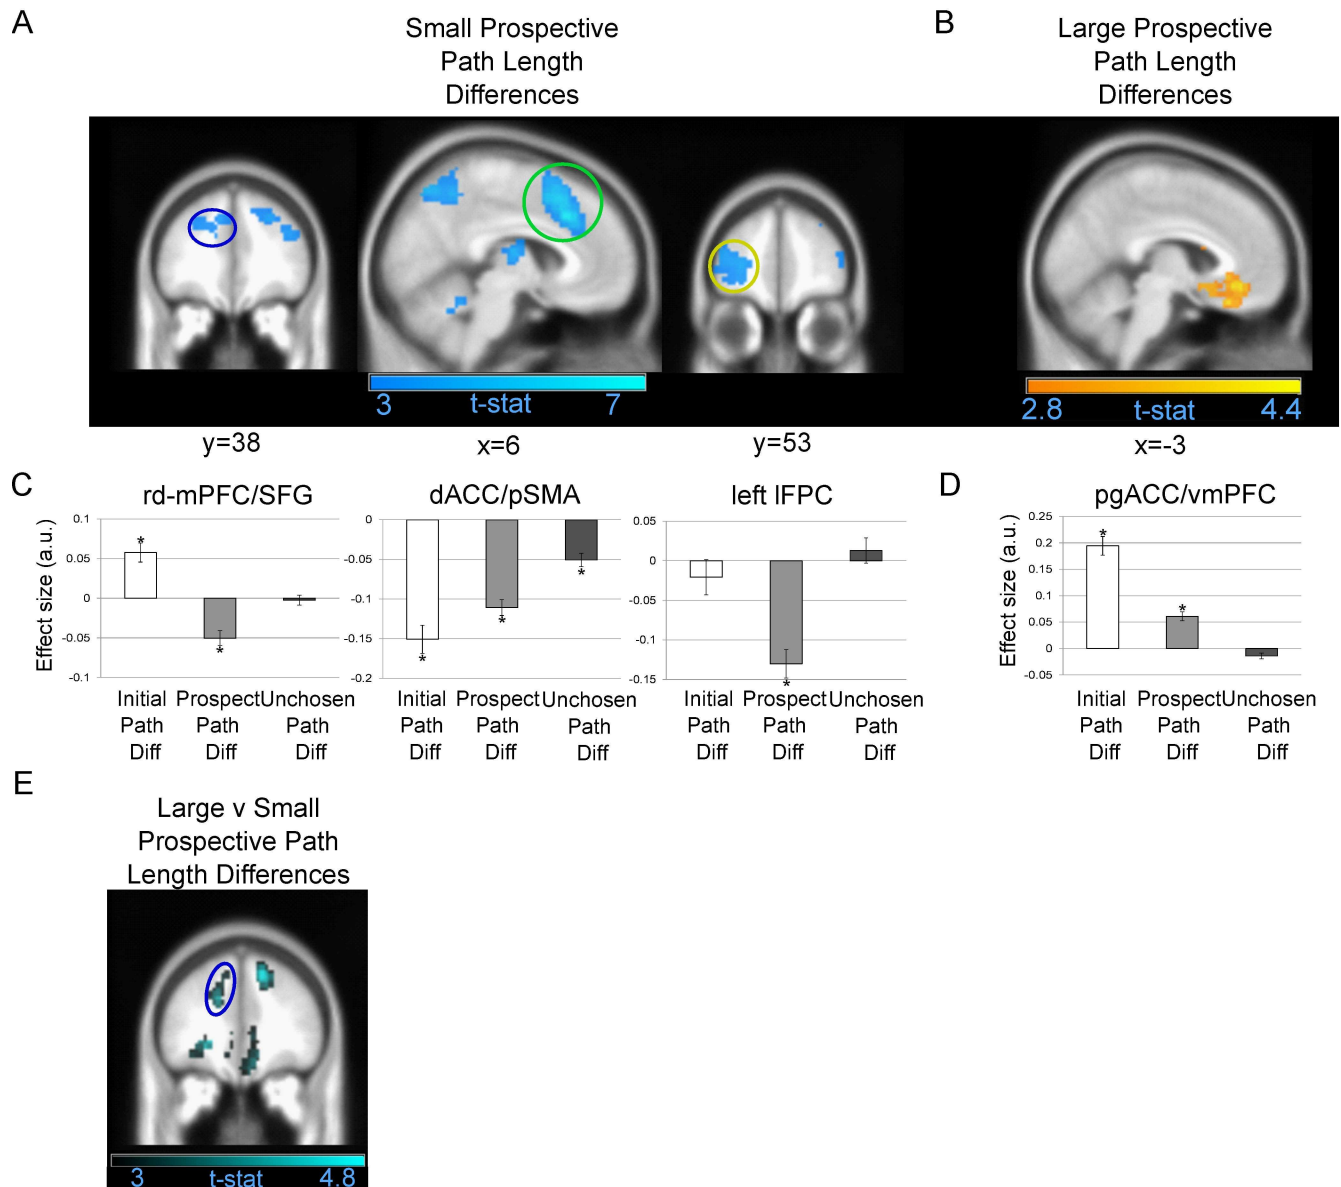 A
Small Prospective
Path Length
Differences
B
Large Prospective
Path Length
Differences
3 t-stat 7
2.8 t-stat 4.4
y=38
x=6
y=53
x=-3
C
rd-mPFC/SFG
Effect size (a.u.)
0.1
0.05
0
-0.05
-0.1
*
*
Initial Prospect Unchosen
Path Path Path
Diff Diff Diff
dACC/pSMA
0
-0.05
-0.1
-0.15
-0.2
*
*
*
Initial Prospect Unchosen
Path Path Path
Diff Diff Diff
left lFPC
0.05
0
-0.05
-0.1
-0.15
*
Initial Prospect Unchosen
Path Path Path
Diff Diff Diff
D
pgACC/vmPFC
Effect size (a.u.)
0.25
0.2
0.15
0.1
0.05
0
-0.05
*
*
Initial Prospect Unchosen
Path Path Path
Diff Diff Diff
E
Large v Small
Prospective Path
Length Differences
3 t-stat 4.8